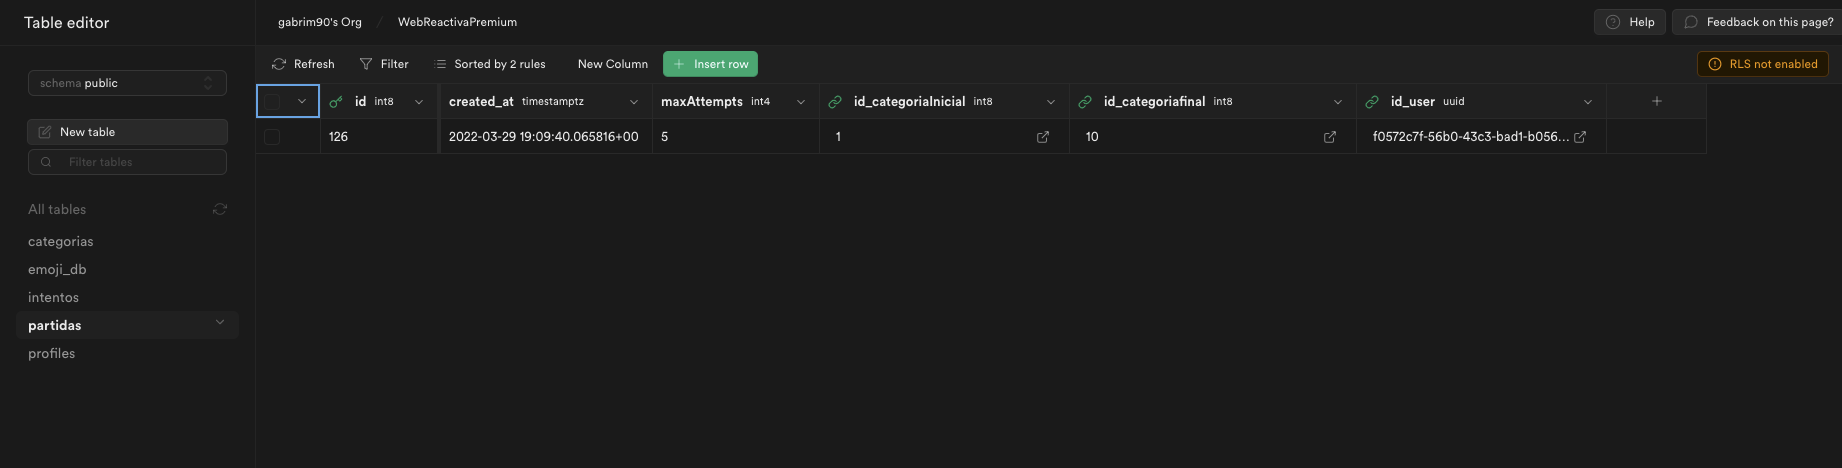 Table editor
gabrim90's Org / WebReactivaPremium
Help
Feedback on this page?
schema public
Refresh
Filter
Sorted by 2 rules
New Column
+ Insert row
RLS not enabled
New table
Filter tables
All tables
categorias
emoji_db
intentos
partidas
profiles
id int8 created_at timestamptz maxAttempts int4 id_categoriaInicial int8 id_categoriafinal int8 id_user uuid +
126 2022-03-29 19:09:40.065816+00 5 1 10 f0572c7f-56b0-43c3-bad1-b056...